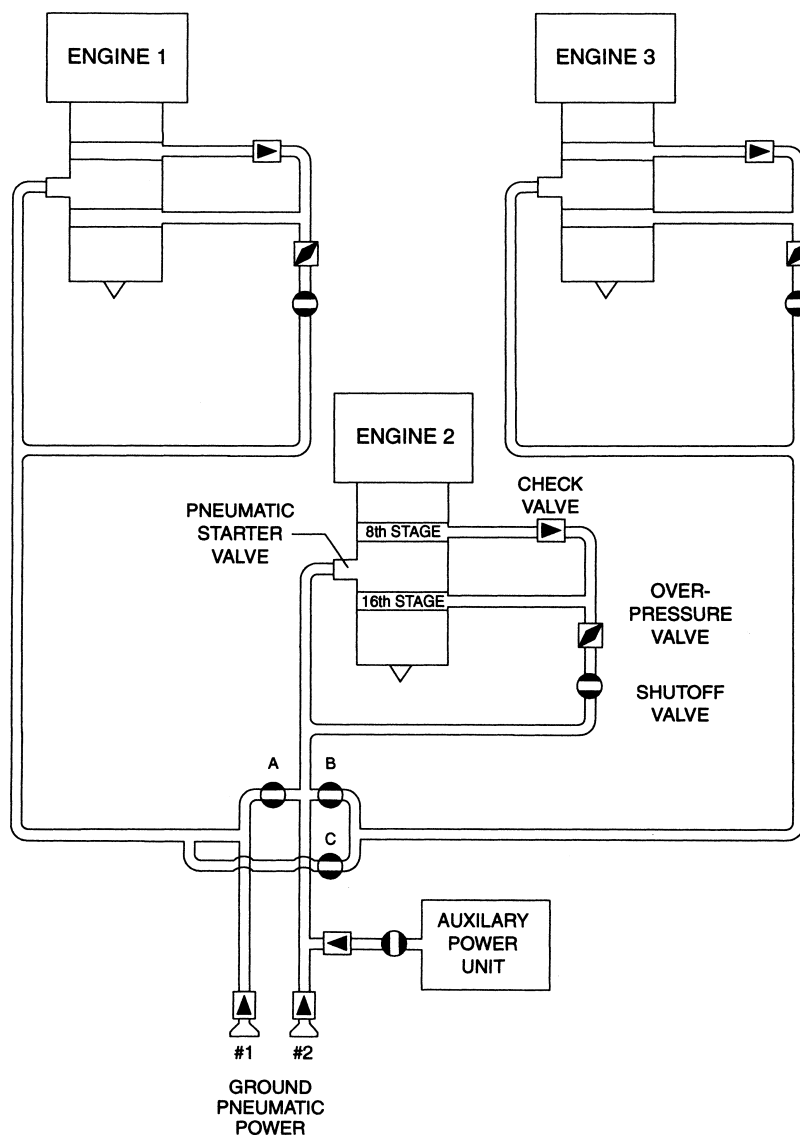 ENGINE 1
ENGINE 3
ENGINE 2
PNEUMATIC
STARTER
VALVE
CHECK
VALVE
8th STAGE
16th STAGE
OVER-
PRESSURE
VALVE
SHUTOFF
VALVE
A
B
C
AUXILARY
POWER
UNIT
#1
#2
GROUND
PNEUMATIC
POWER